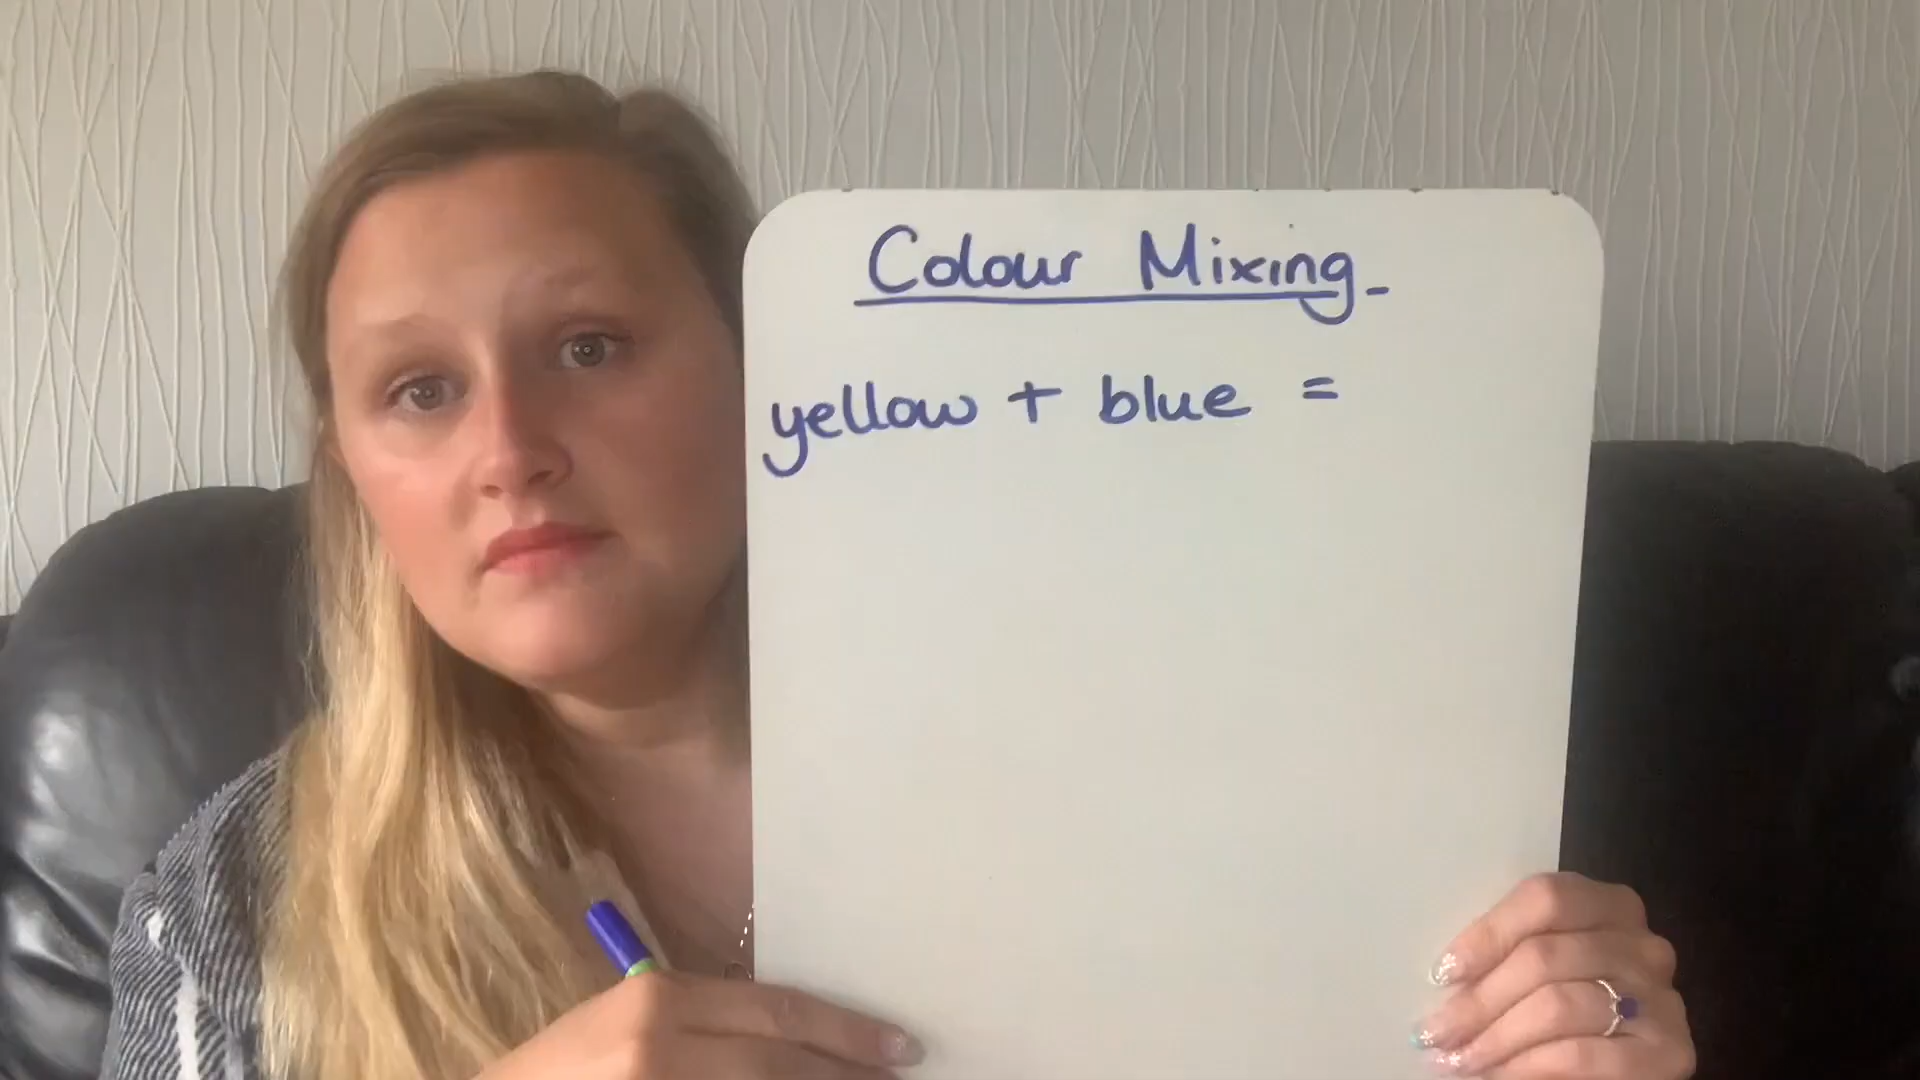 Colour Mixing-
yellow + blue =